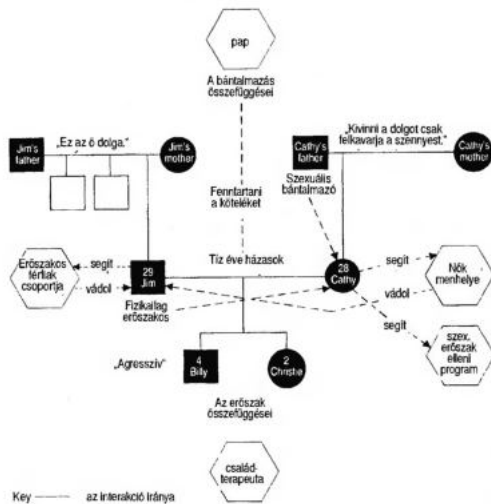 pap
A bántalmazás
összefüggései
„Ez az ő dolga."
„Kivinni a dolgot csak
felkavarja a szennyest."
Jim's
father
Jim's
mother
Cathy's
father
Cathy's
mother
Szexuális
bántalmazó
Fenntartani
a köteléket
Tíz éve házasok
Erőszakos
férfiak
csoportja
segít
vádol
29
Jim
Fizikailag
erőszakos
28
Cathy
segít
vádol
Nők
menhelye
segít
szex.
erőszak
elleni
program
„Agresszív"
4
Billy
2
Christie
Az erőszak
összefüggései
család-
terapeuta
Key
az interakció iránya